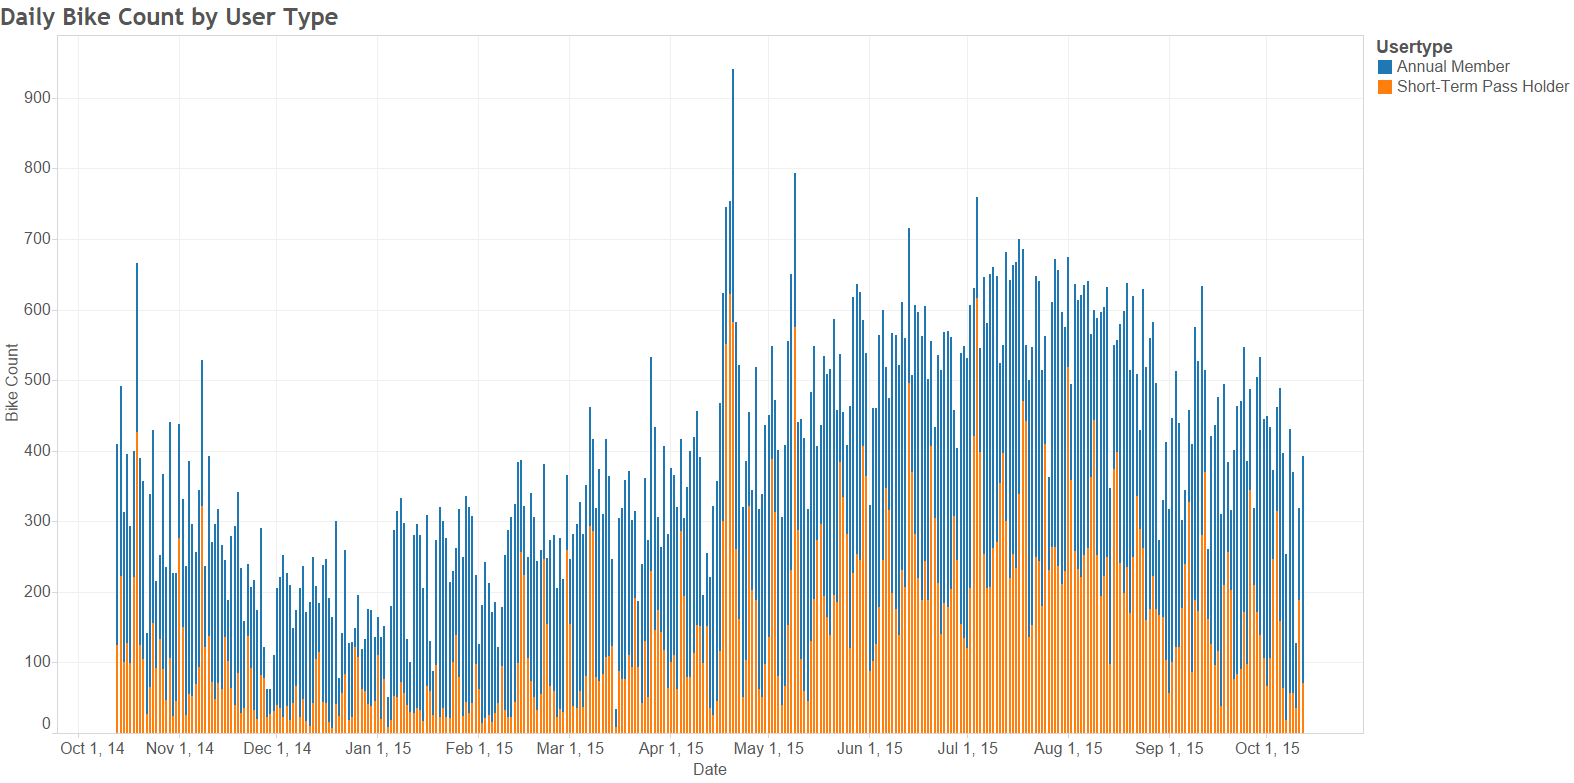 Daily Bike Count by User Type
Usertype
Annual Member
Short-Term Pass Holder
900
800
700
600
500
400
300
200
100
0
Bike Count
Oct 1, 14 Nov 1, 14 Dec 1, 14 Jan 1, 15 Feb 1, 15 Mar 1, 15 Apr 1, 15 May 1, 15 Jun 1, 15 Jul 1, 15 Aug 1, 15 Sep 1, 15 Oct 1, 15
Date